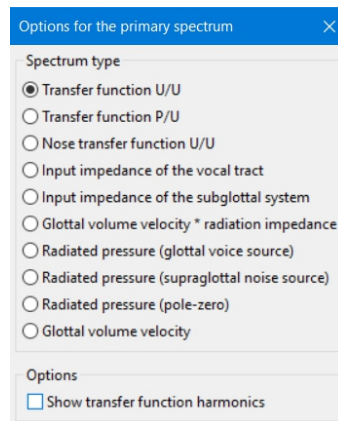 Options for the primary spectrum
Spectrum type
Transfer function U/U
Transfer function P/U
Nose transfer function U/U
Input impedance of the vocal tract
Input impedance of the subglottal system
Glottal volume velocity * radiation impedance
Radiated pressure (glottal voice source)
Radiated pressure (supraglottal noise source)
Radiated pressure (pole-zero)
Glottal volume velocity
Options
Show transfer function harmonics